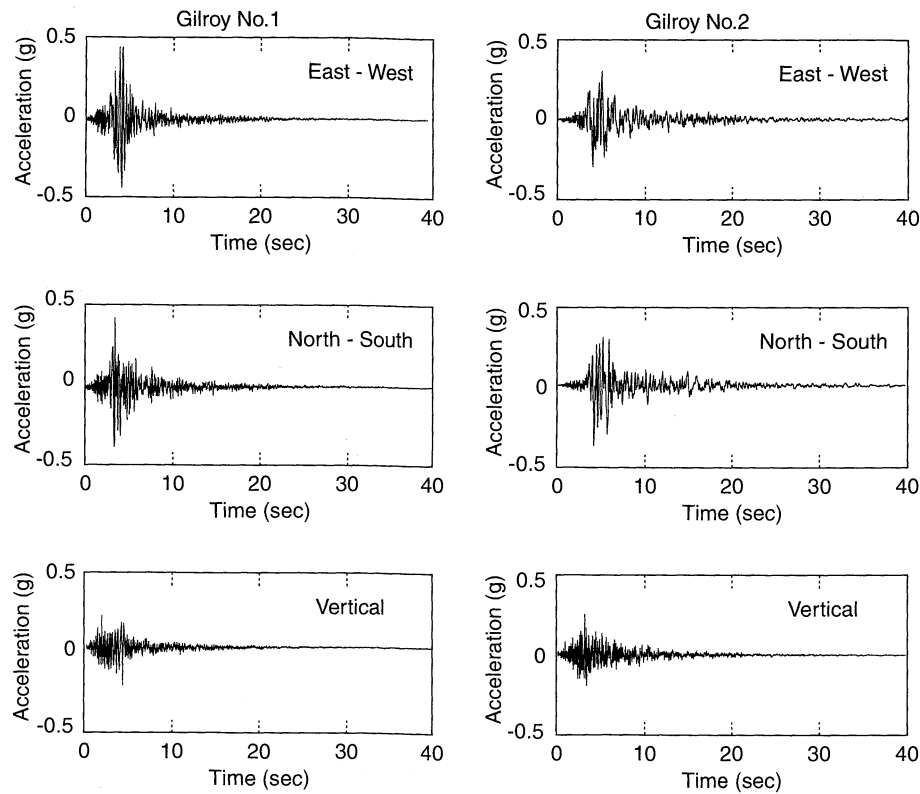 Gilroy No.1
Acceleration (g)
0.5
0
-0.5
East - West
0 10 20 30 40
Time (sec)
Gilroy No.2
Acceleration (g)
0.5
0
-0.5
East - West
0 10 20 30 40
Time (sec)
Acceleration (g)
0.5
0
-0.5
North - South
0 10 20 30 40
Time (sec)
Acceleration (g)
0.5
0
-0.5
North - South
0 10 20 30 40
Time (sec)
Acceleration (g)
0.5
0
-0.5
Vertical
0 10 20 30 40
Time (sec)
Acceleration (g)
0.5
0
-0.5
Vertical
0 10 20 30 40
Time (sec)